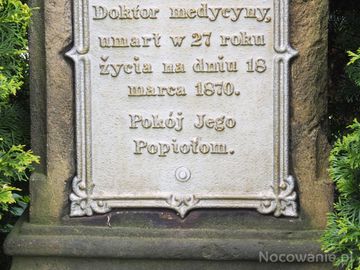 Doktor medycyny,
umarł w 27 roku
życia na dniu 18
marca 1870.
Pokój Jego
Popiołom.
Nocowanie.pl